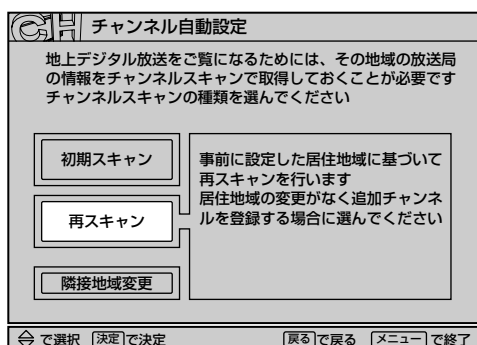 CH チャンネル自動設定
地上デジタル放送をご覧になるためには、その地域の放送局
の情報をチャンネルスキャンで取得しておくことが必要です
チャンネルスキャンの種類を選んでください
初期スキャン
再スキャン
隣接地域変更
事前に設定した居住地域に基づいて
再スキャンを行います
居住地域の変更がなく追加チャンネ
ルを登録する場合に選んでください
で選択 決定で決定 戻るで戻る メニューで終了